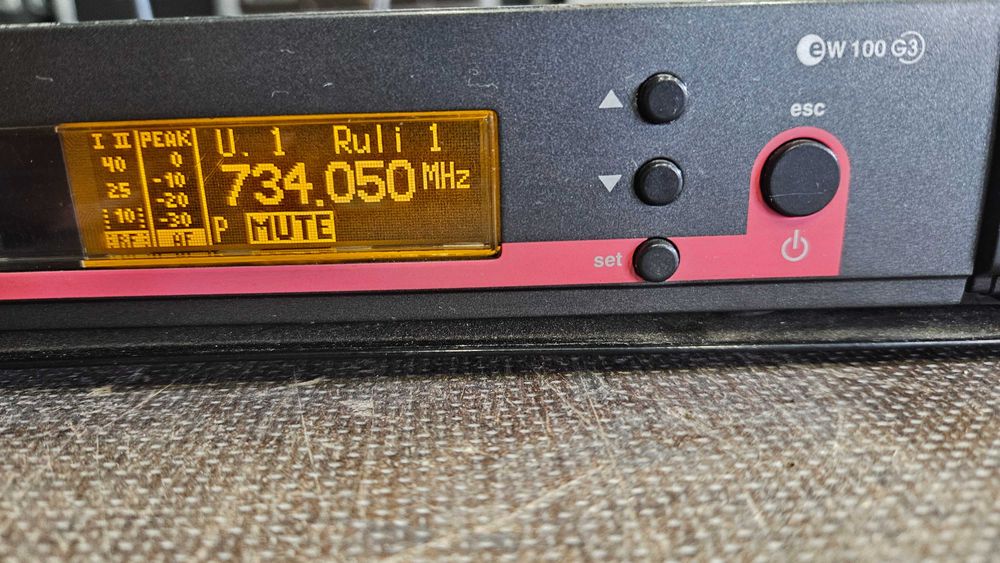 ew 100 G3
esc
I II PEAK U. 1 Ruli 1
40 0 734.050 MHz
25 -10
10 -20
-30 P MUTE
RF AF
set